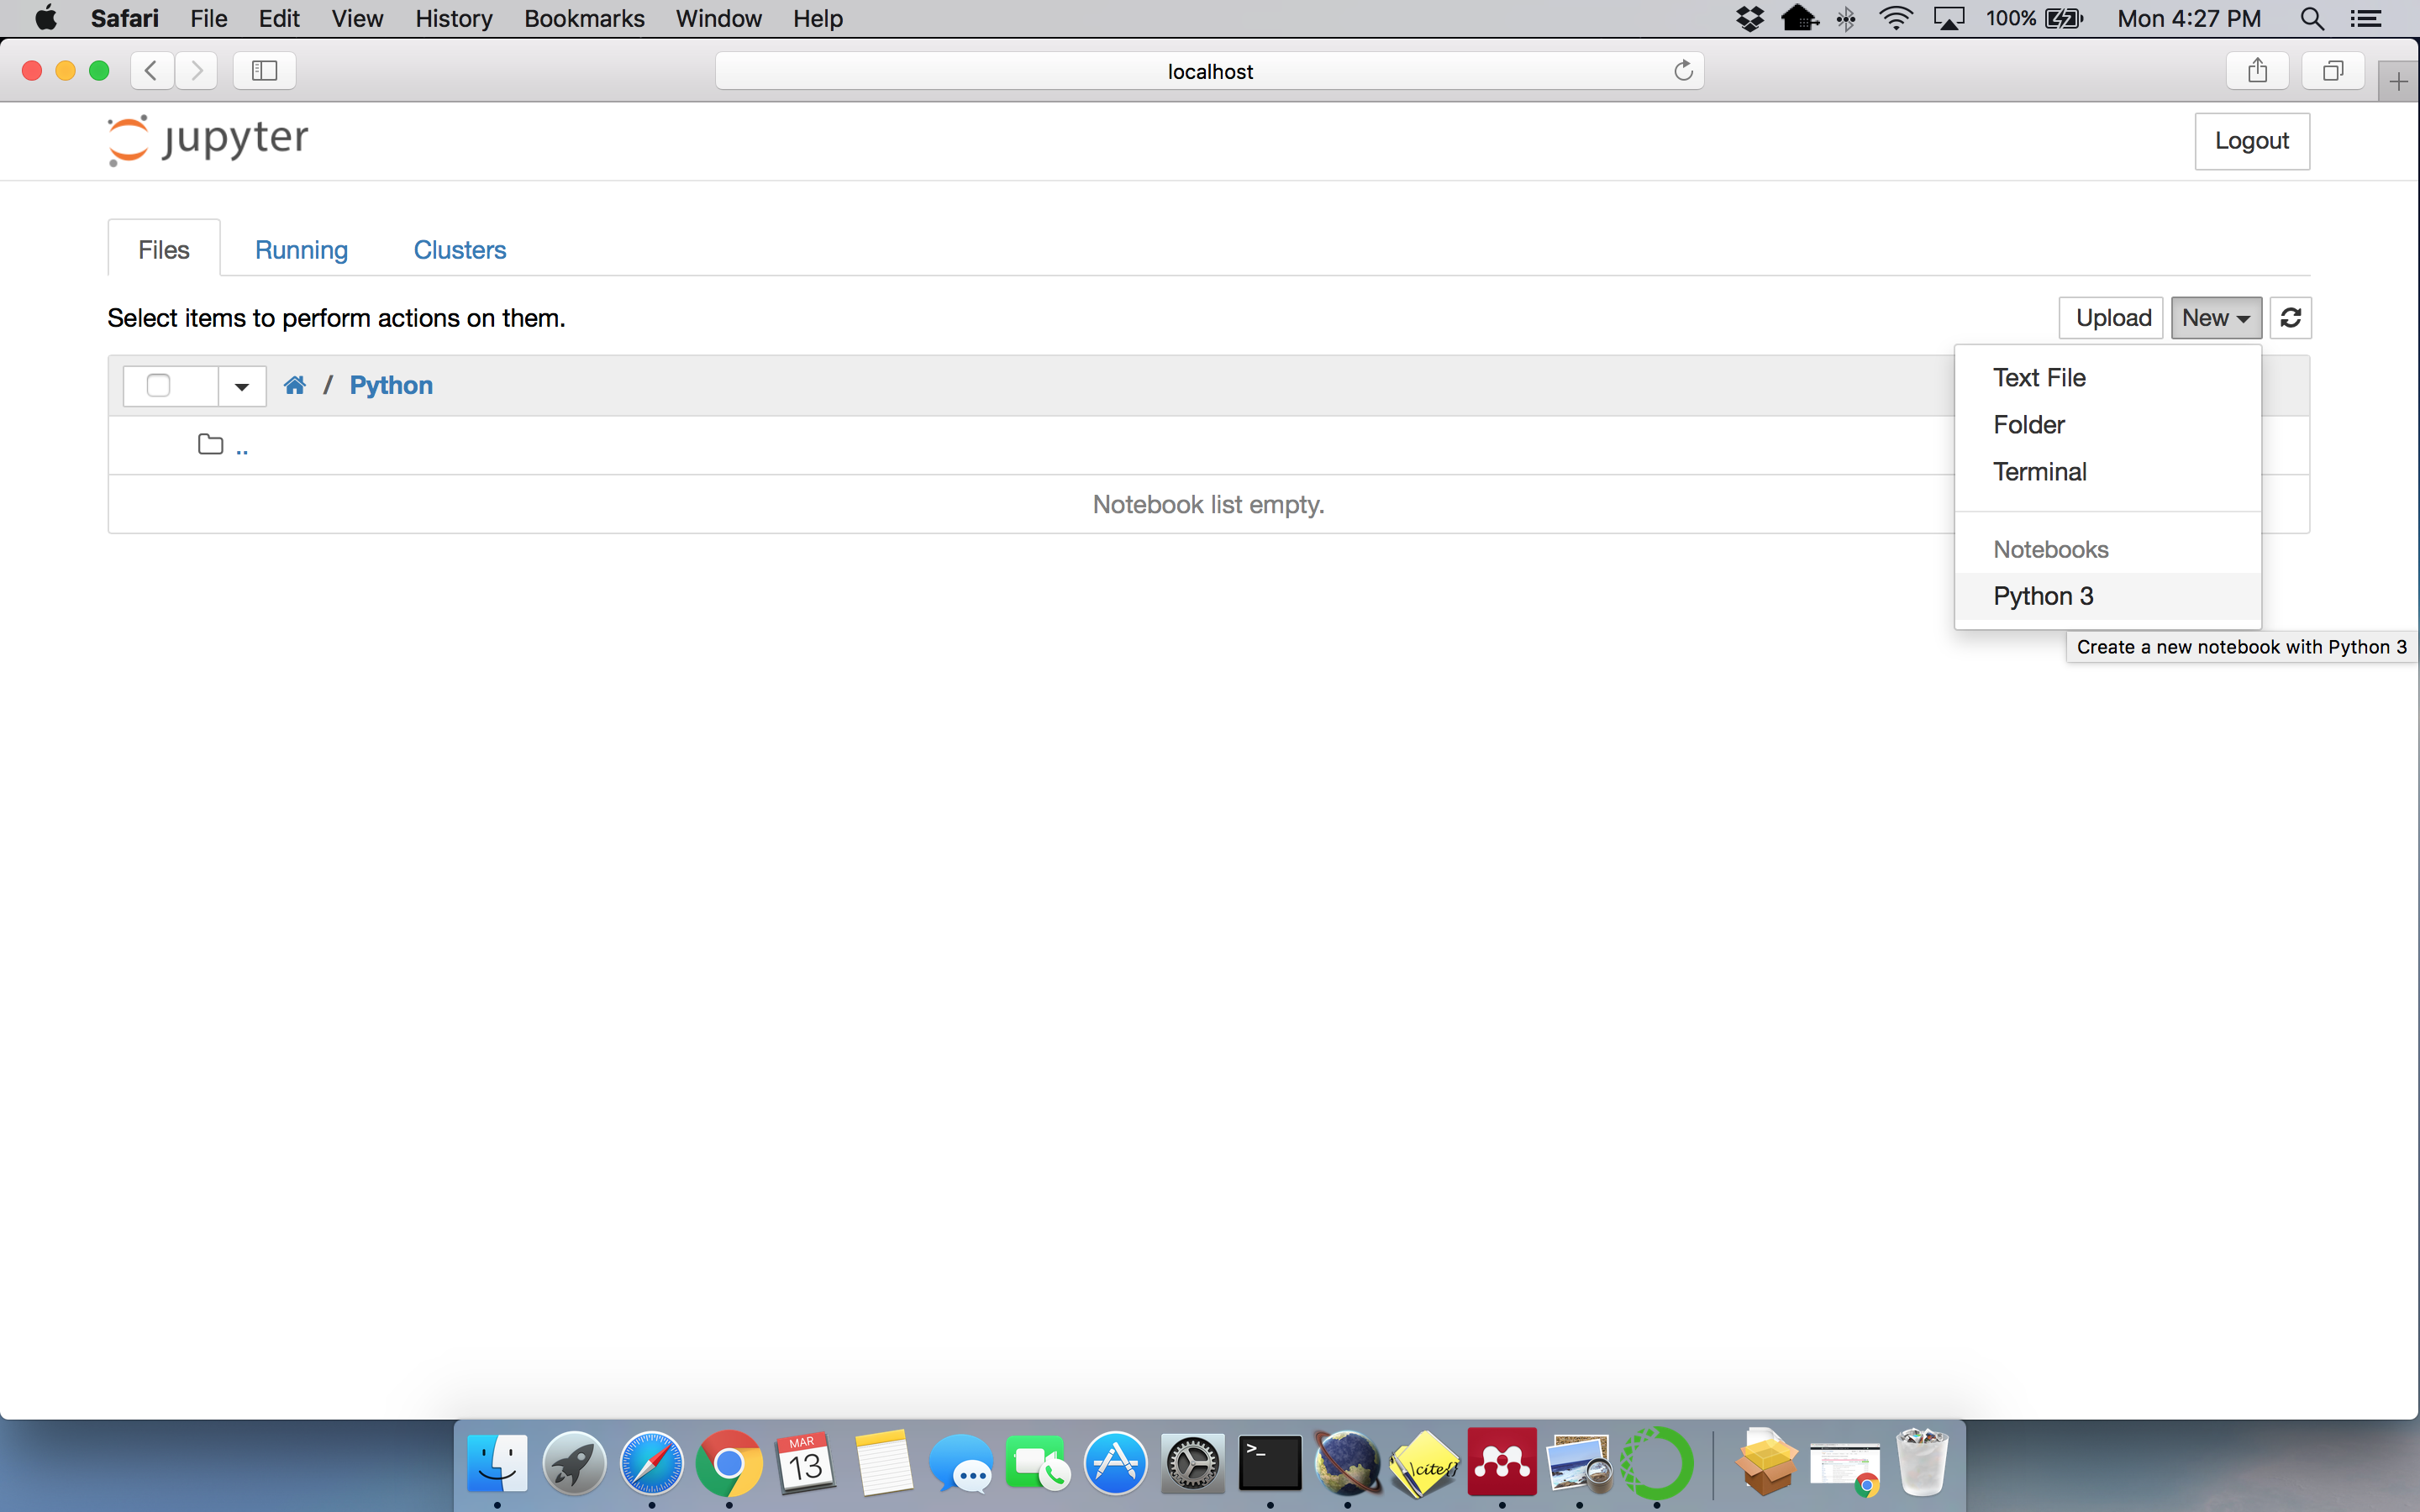 Safari File Edit View History Bookmarks Window Help 100% Mon 4:27 PM
localhost
jupyter Logout
Files Running Clusters
Select items to perform actions on them. Upload New
/ Python
..
Notebook list empty.
Text File
Folder
Terminal
Notebooks
Python 3
Create a new notebook with Python 3
MAR
13
>_
\cite{}